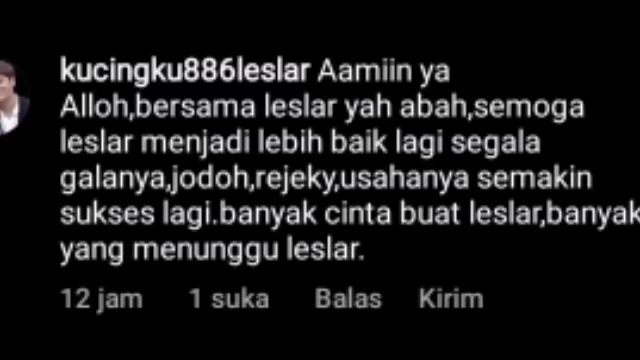 kucingku886leslar Aamiin ya
Alloh,bersama leslar yah abah,semoga
leslar menjadi lebih baik lagi segala
galanya,jodoh,rejeky,usahanya semakin
sukses lagi.banyak cinta buat leslar,banyak
yang menunggu leslar.
12 jam 1 suka Balas Kirim